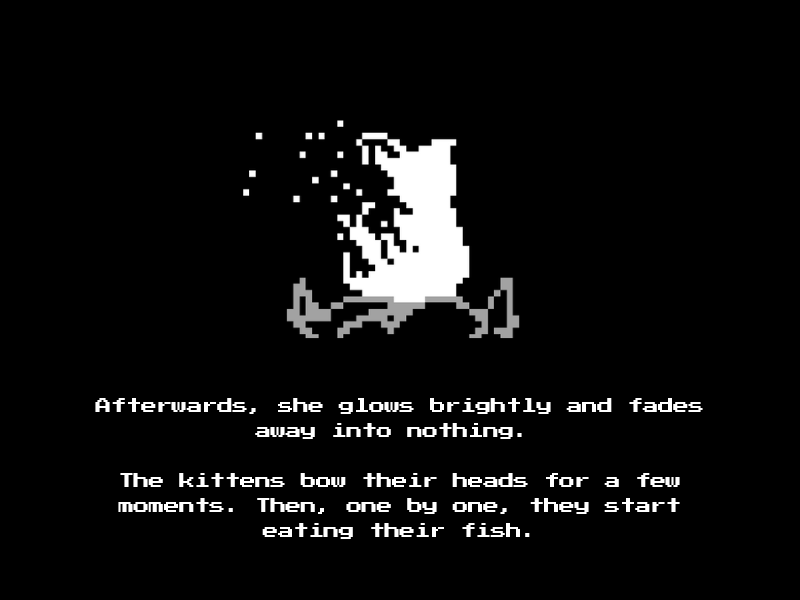 Afterwards, she glows brightly and fades
away into nothing.
The kittens bow their heads for a few
moments. Then, one by one, they start
eating their fish.